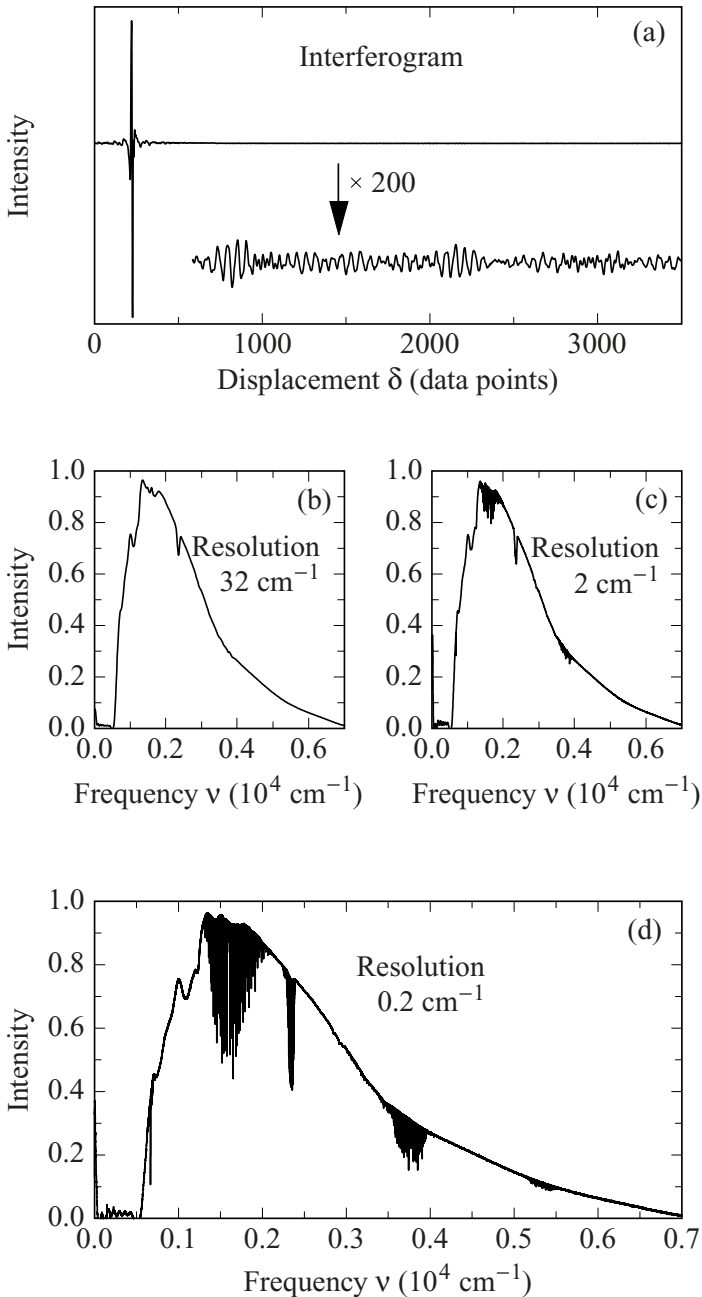 (a)
Interferogram
Intensity
× 200
0 1000 2000 3000
Displacement δ (data points)
1.0
0.8
0.6
0.4
0.2
0.0
(b)
Resolution
32 cm⁻¹
Intensity
0.0 0.2 0.4 0.6
Frequency ν (10⁴ cm⁻¹)
1.0
0.8
0.6
0.4
0.2
0.0
(c)
Resolution
2 cm⁻¹
0.0 0.2 0.4 0.6
Frequency ν (10⁴ cm⁻¹)
1.0
0.8
0.6
0.4
0.2
0.0
(d)
Resolution
0.2 cm⁻¹
Intensity
0.0 0.1 0.2 0.3 0.4 0.5 0.6 0.7
Frequency ν (10⁴ cm⁻¹)